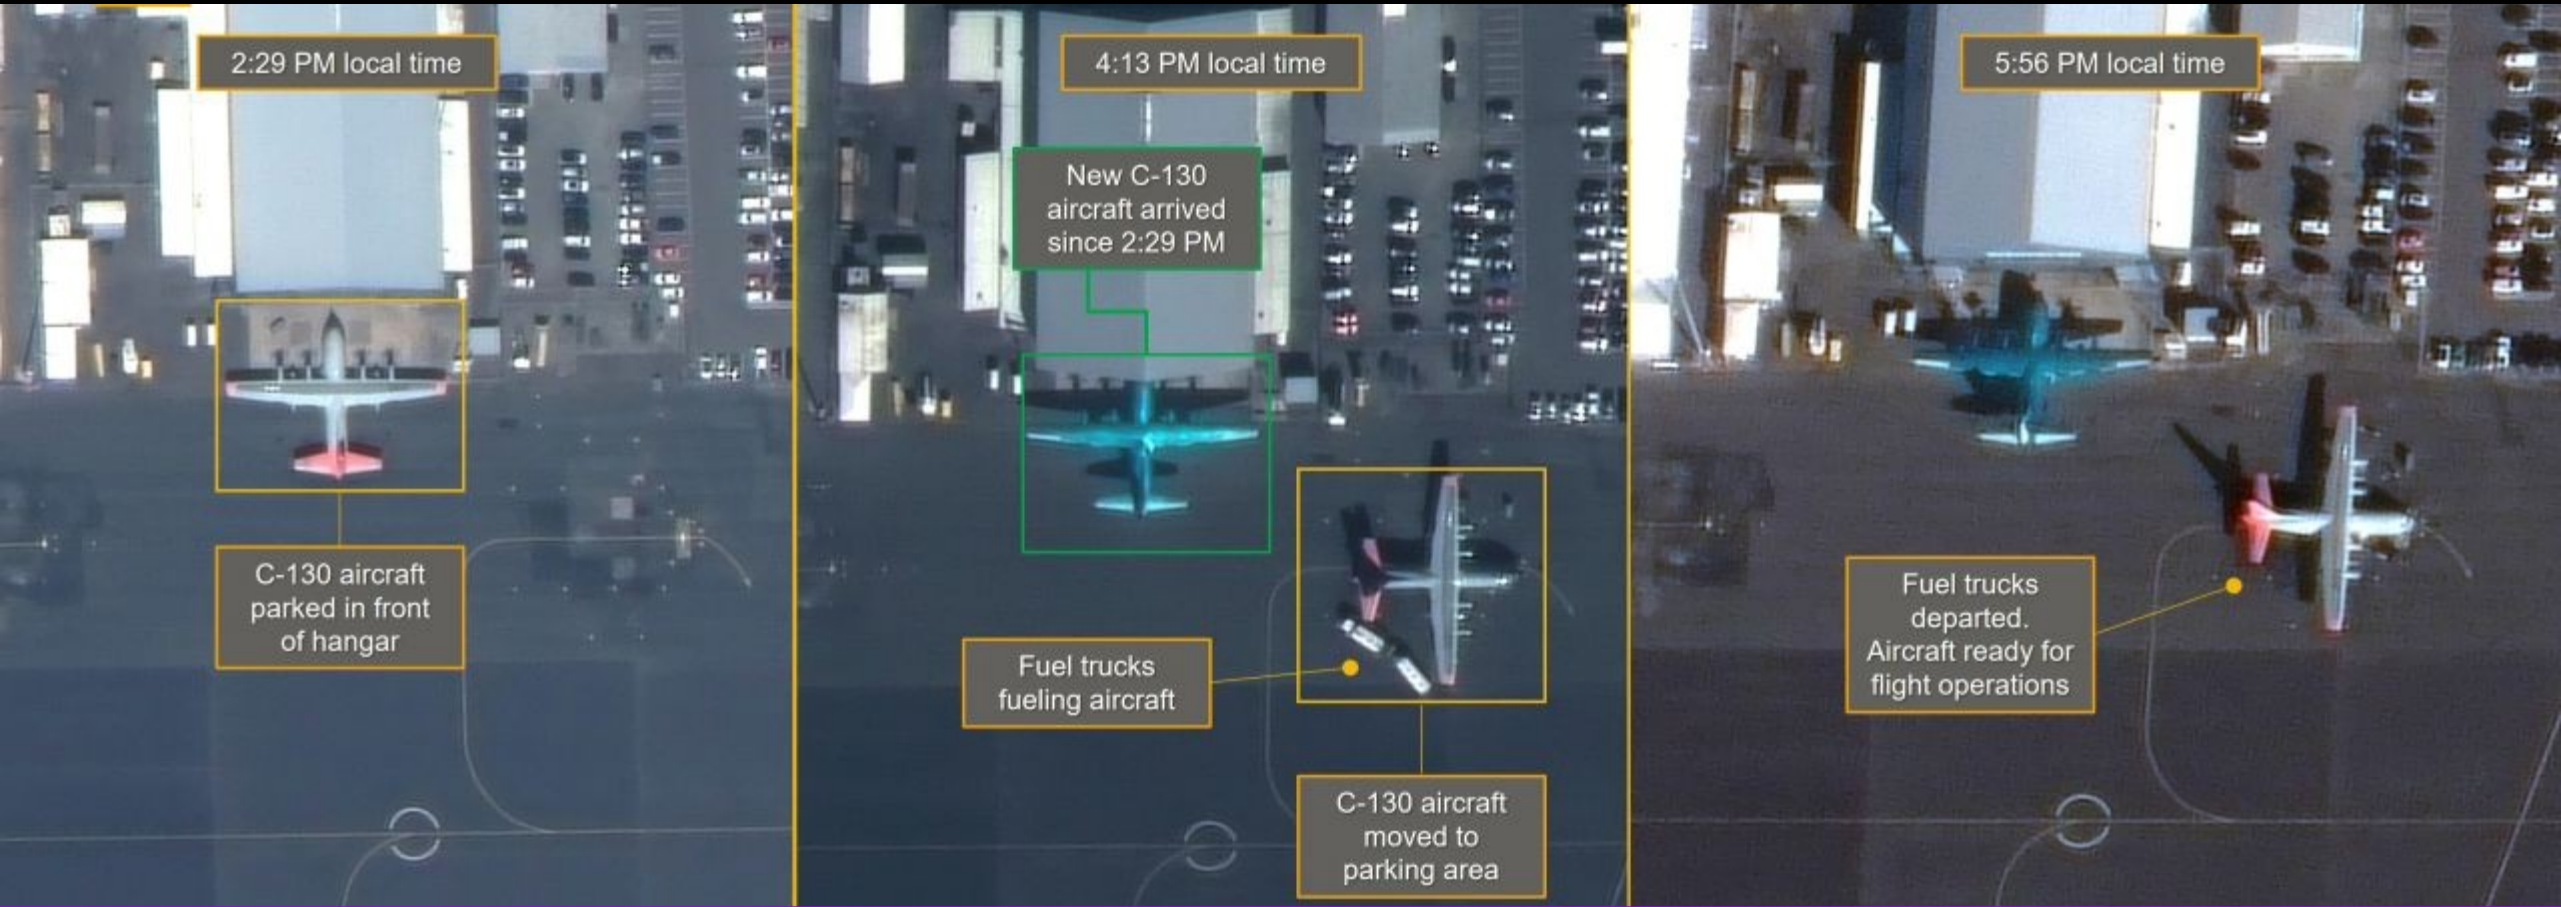 2:29 PM local time
C-130 aircraft
parked in front
of hangar
4:13 PM local time
New C-130
aircraft arrived
since 2:29 PM
Fuel trucks
fueling aircraft
C-130 aircraft
moved to
parking area
5:56 PM local time
Fuel trucks
departed.
Aircraft ready for
flight operations